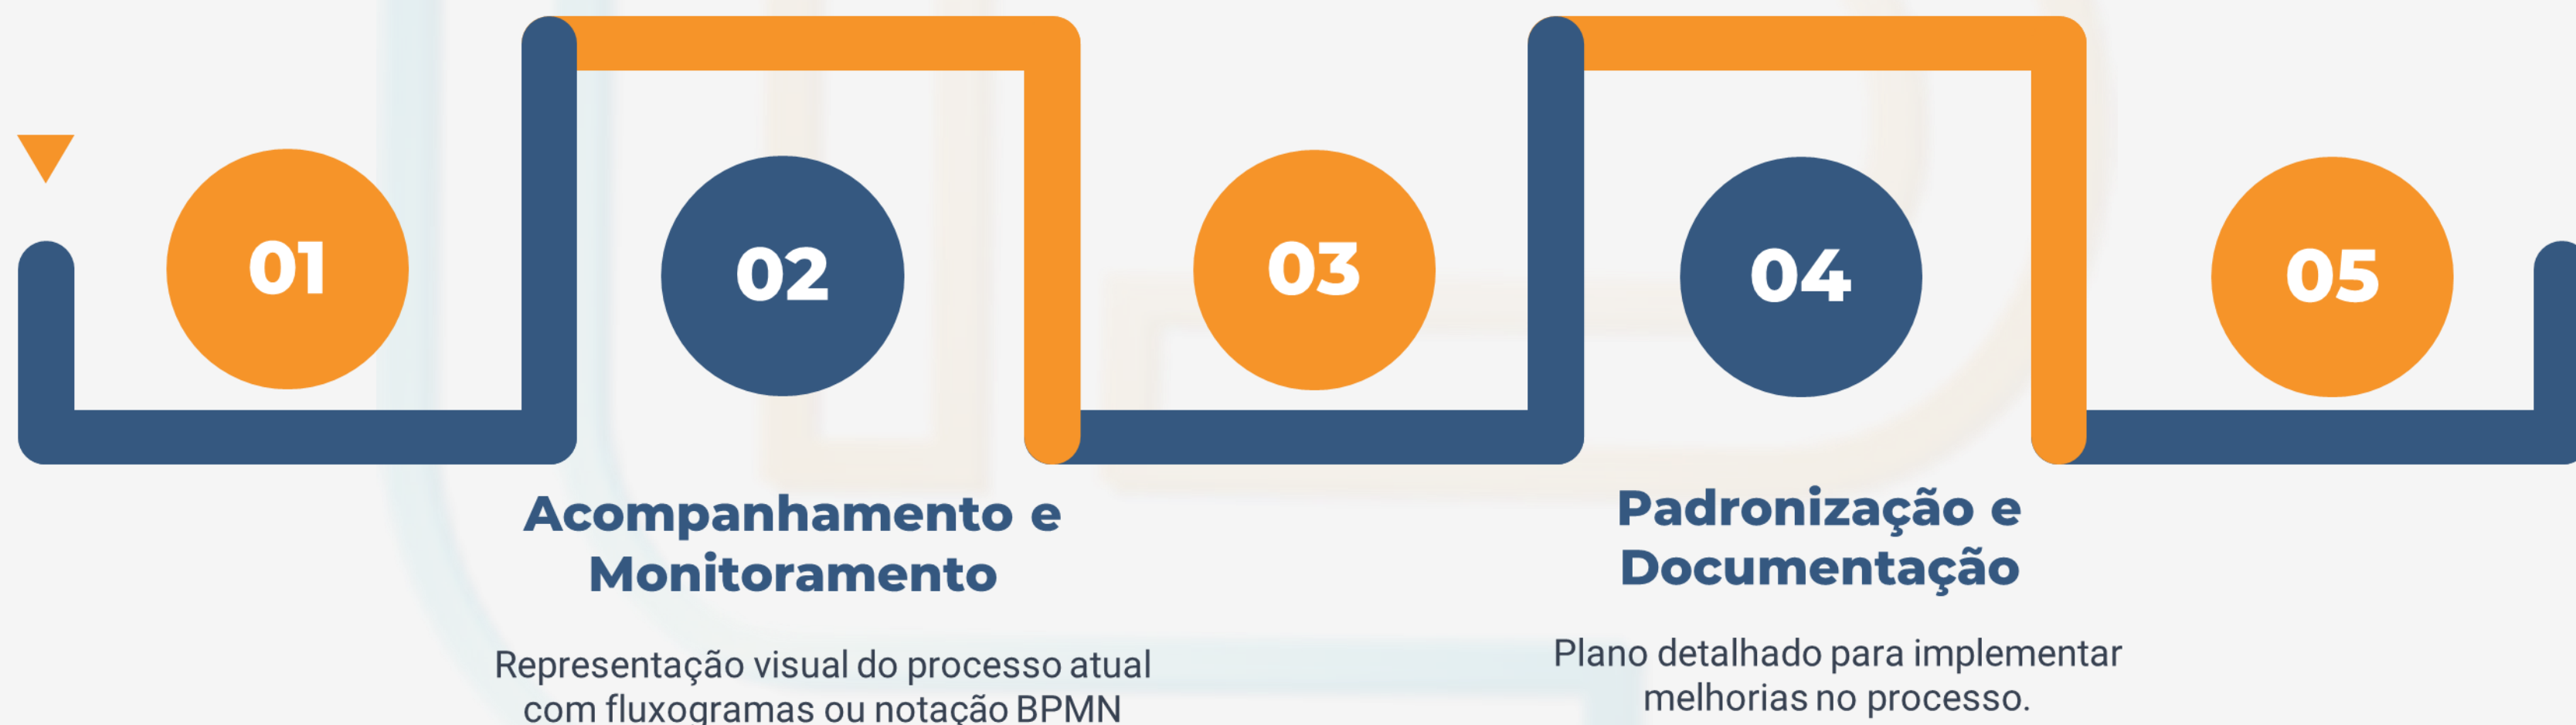 01
02
03
04
05
Acompanhamento e
Monitoramento
Representação visual do processo atual
com fluxogramas ou notação BPMN
Padronização e
Documentação
Plano detalhado para implementar
melhorias no processo.